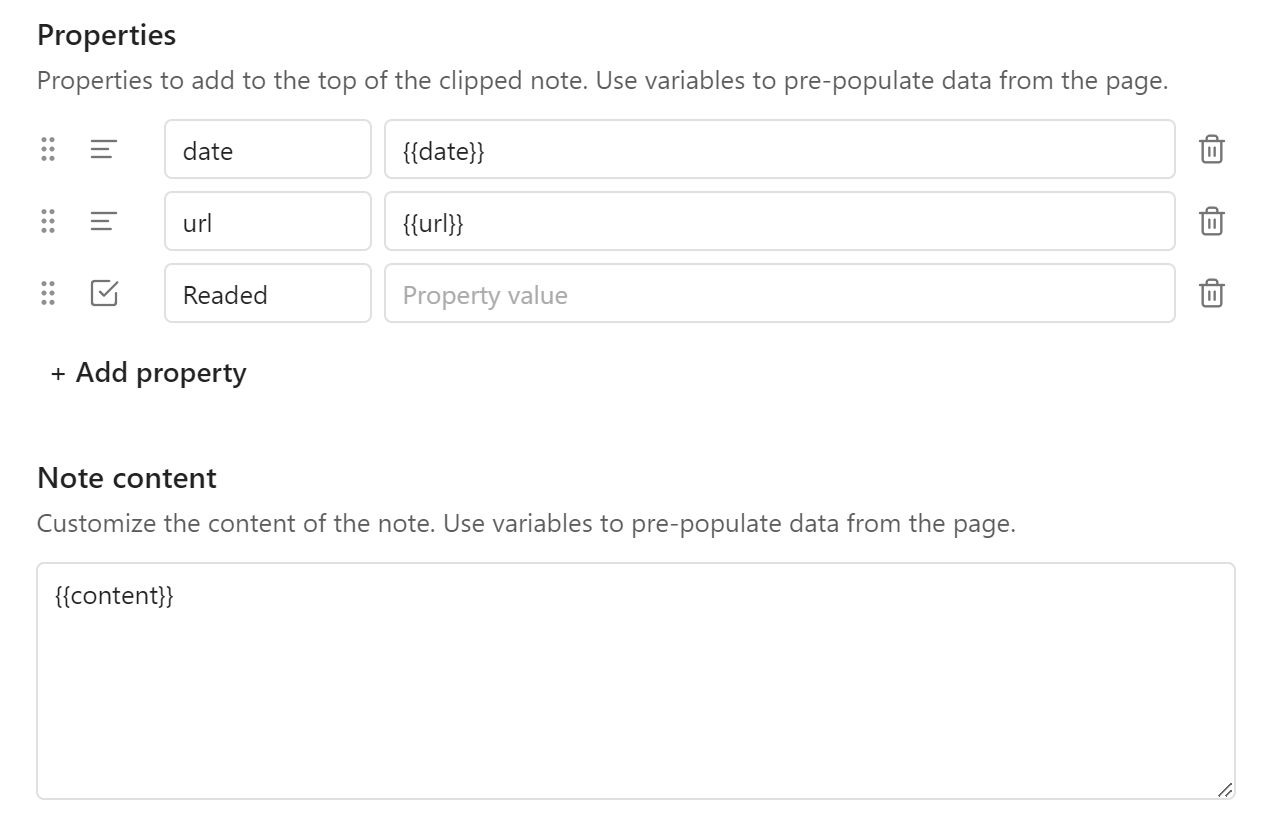 Properties
Properties to add to the top of the clipped note. Use variables to pre-populate data from the page.
date {{date}}
url {{url}}
Readed Property value
+ Add property
Note content
Customize the content of the note. Use variables to pre-populate data from the page.
{{content}}